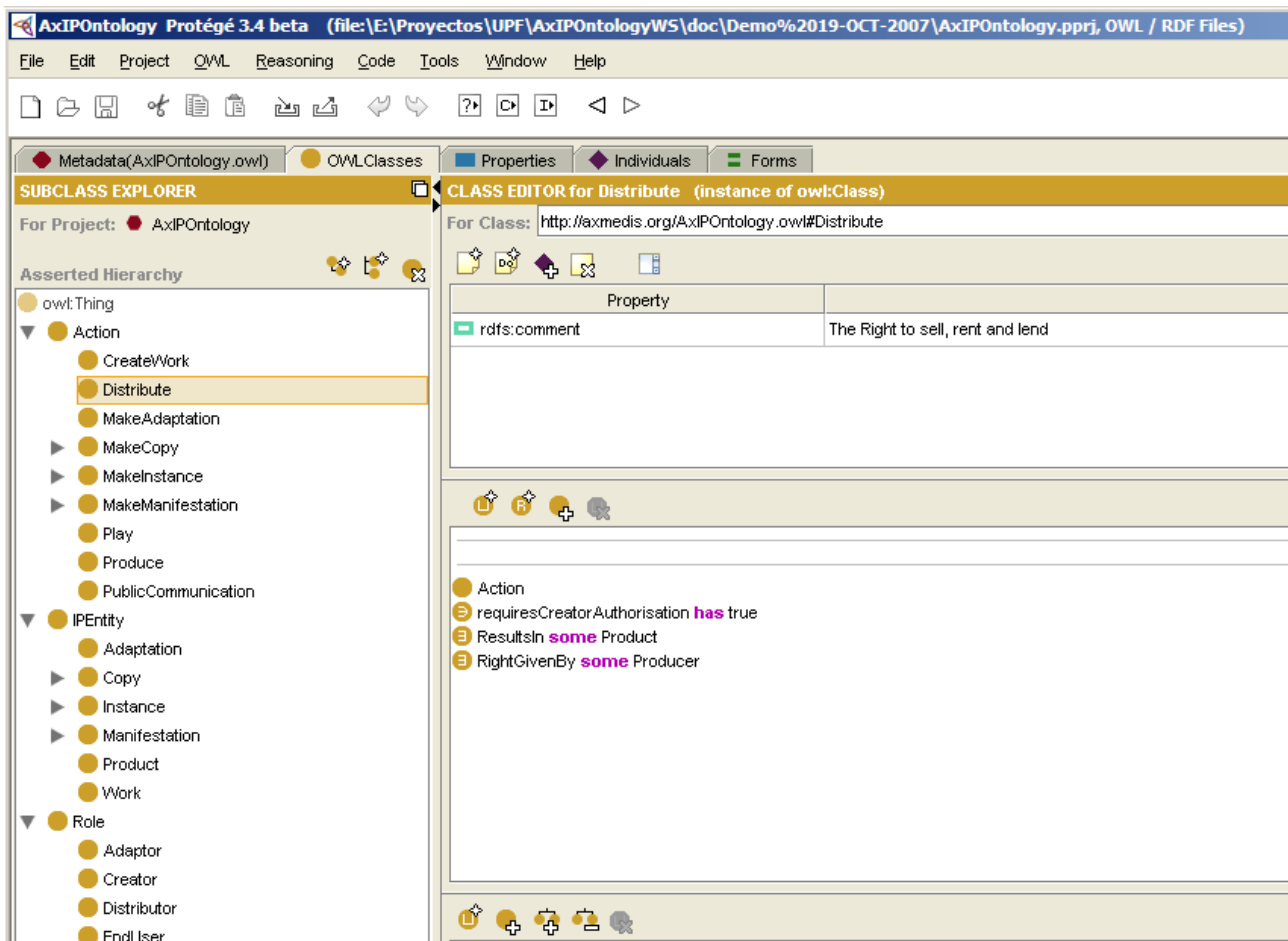 AxIPOntology Protégé 3.4 beta (file:\E:\Proyectos\UPF\AxIPOntologyWS\doc\Demo%2019-OCT-2007\AxIPOntology.pprj, OWL / RDF Files)
File Edit Project OWL Reasoning Code Tools Window Help
Metadata(AxIPOntology.owl) OWLClasses Properties Individuals Forms
SUBCLASS EXPLORER
For Project: AxIPOntology
Asserted Hierarchy
owl:Thing
Action
CreateWork
Distribute
MakeAdaptation
MakeCopy
MakeInstance
MakeManifestation
Play
Produce
PublicCommunication
IPEntity
Adaptation
Copy
Instance
Manifestation
Product
Work
Role
Adaptor
Creator
Distributor
EndUser
CLASS EDITOR for Distribute (instance of owl:Class)
For Class: http://axmedis.org/AxIPOntology.owl#Distribute
Property
rdfs:comment The Right to sell, rent and lend
Action
requiresCreatorAuthorisation has true
ResultsIn some Product
RightGivenBy some Producer